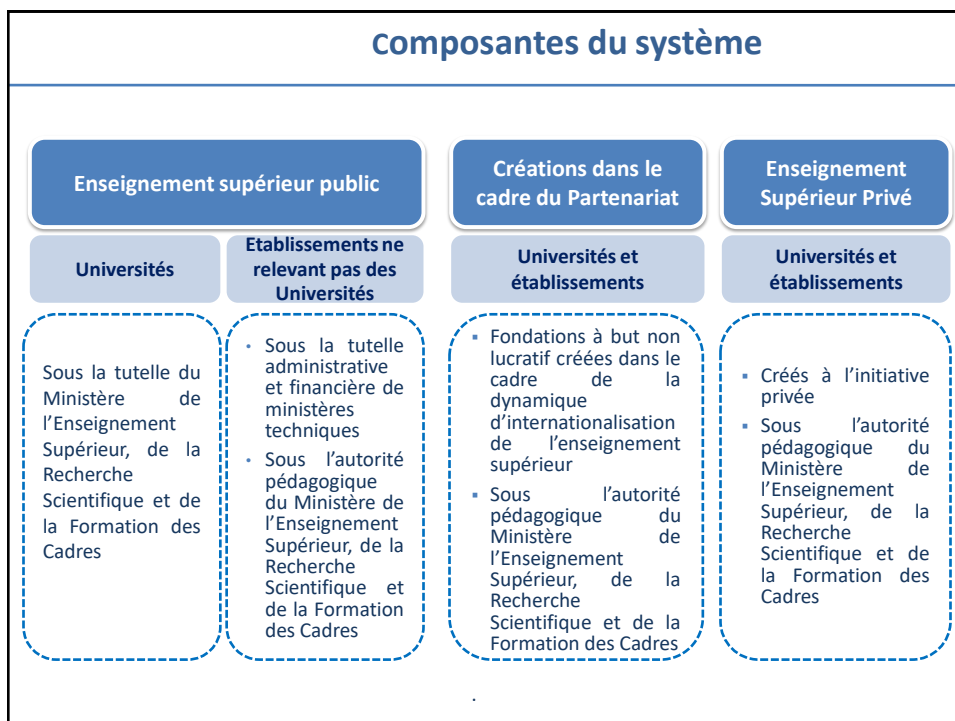 Composantes du système
Enseignement supérieur public
Universités
Sous la tutelle du
Ministère de
l'Enseignement
Supérieur, de la
Recherche
Scientifique et de
la Formation des
Cadres
Etablissements ne
relevant pas des
Universités
• Sous la tutelle
administrative
et financière de
ministères
techniques
• Sous l'autorité
pédagogique
du Ministère de
l'Enseignement
Supérieur, de la
Recherche
Scientifique et
de la Formation
des Cadres
Créations dans le
cadre du Partenariat
Universités et
établissements
▪ Fondations à but non
lucratif créées dans le
cadre de la
dynamique
d'internationalisation
de l'enseignement
supérieur
▪ Sous l'autorité
pédagogique du
Ministère de
l'Enseignement
Supérieur, de la
Recherche
Scientifique et de la
Formation des Cadres
Enseignement
Supérieur Privé
Universités et
établissements
▪ Créés à l'initiative
privée
▪ Sous l'autorité
pédagogique du
Ministère de
l'Enseignement
Supérieur, de la
Recherche
Scientifique et de
la Formation des
Cadres
.